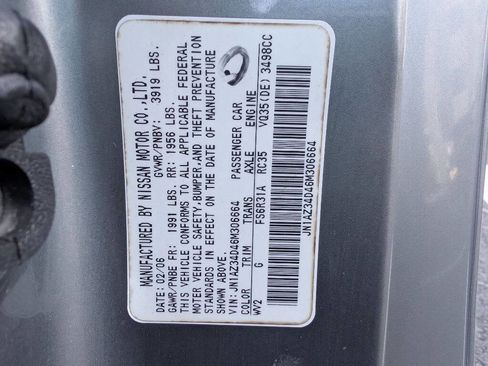 MANUFACTURED BY NISSAN MOTOR CO.,LTD.
DATE: 02/06 GVWR/PNBV: 3919 LBS.
GAWR/PNBE FR: 1991 LBS. RR: 1956 LBS.
THIS VEHICLE CONFORMS TO ALL APPLICABLE FEDERAL
MOTOR VEHICLE SAFETY,BUMPER,AND THEFT PREVENTION
STANDARDS IN EFFECT ON THE DATE OF MANUFACTURE
SHOWN ABOVE.
VIN: JN1AZ34D46M306664 PASSENGER CAR
COLOR TRIM TRANS AXLE ENGINE
WV2 G FS6R31A RC35 VQ35(DE) 3498CC
JN1AZ34D46M306664